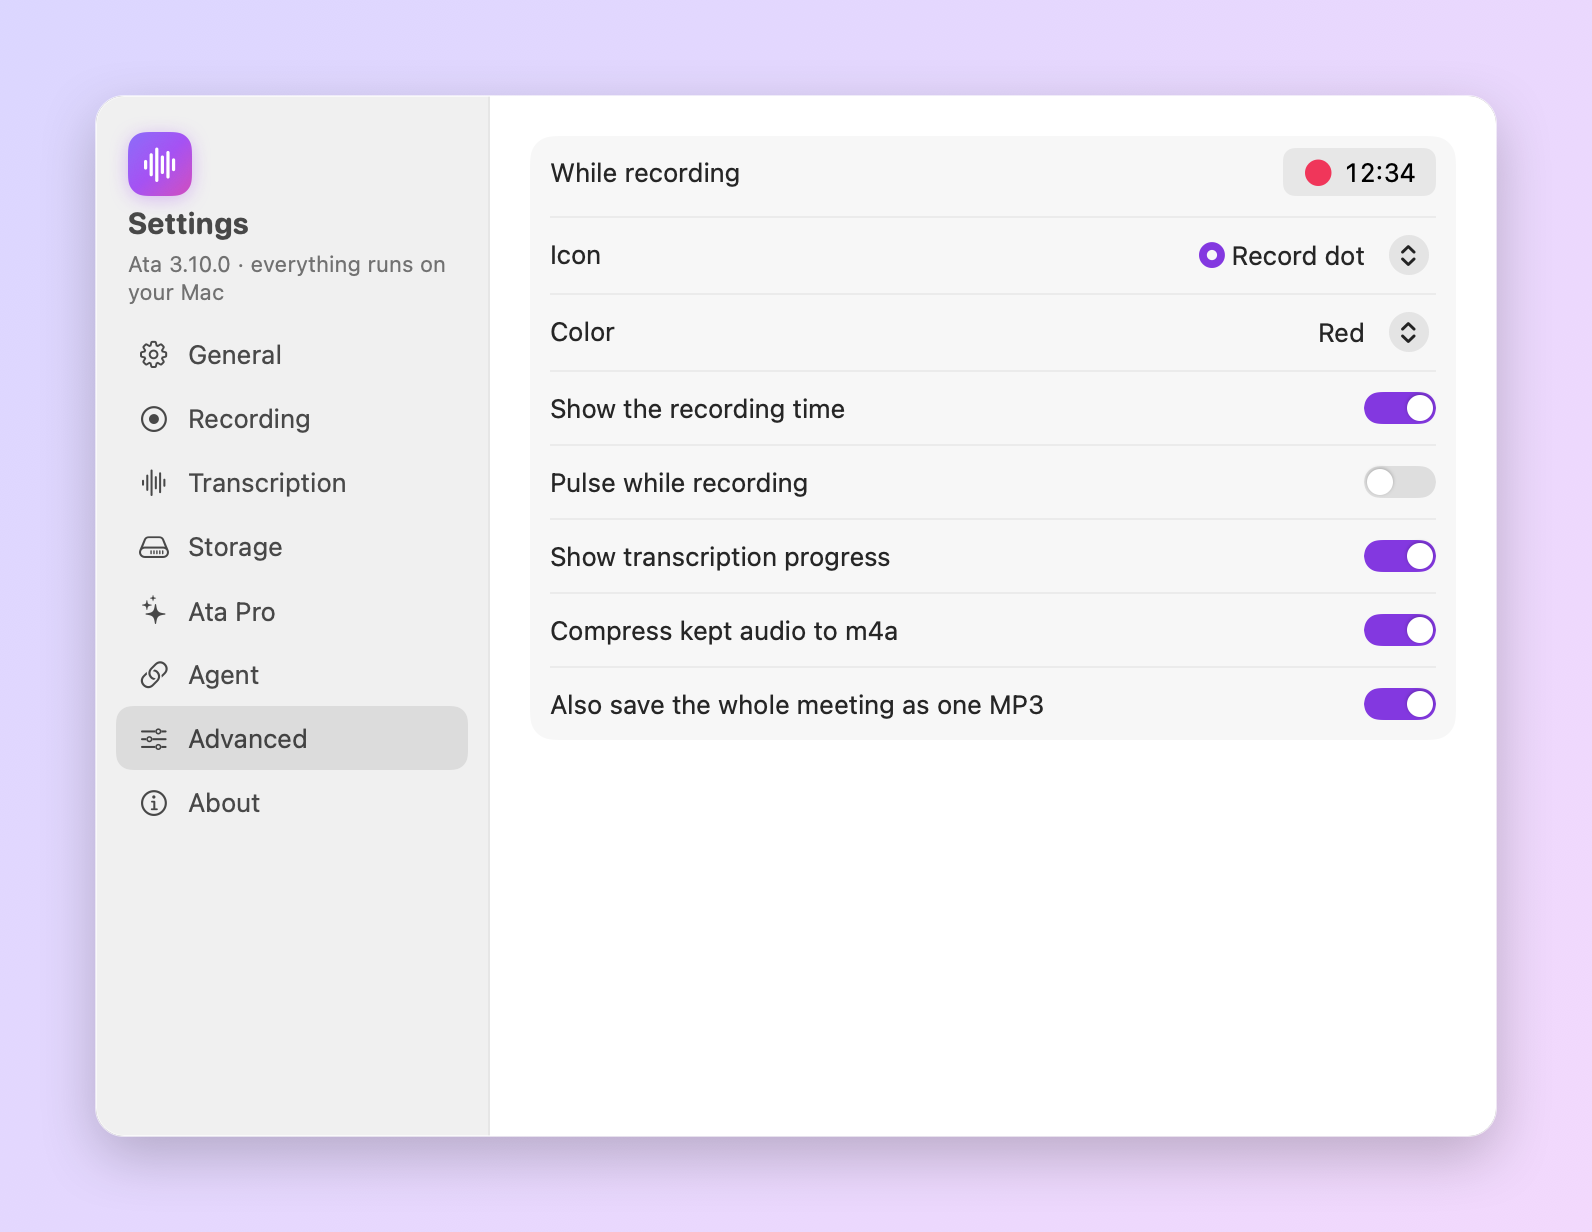 Settings
Ata 3.10.0 · everything runs on
your Mac
General
Recording
Transcription
Storage
Ata Pro
Agent
Advanced
About
While recording
12:34
Icon
Record dot
Color
Red
Show the recording time
Pulse while recording
Show transcription progress
Compress kept audio to m4a
Also save the whole meeting as one MP3